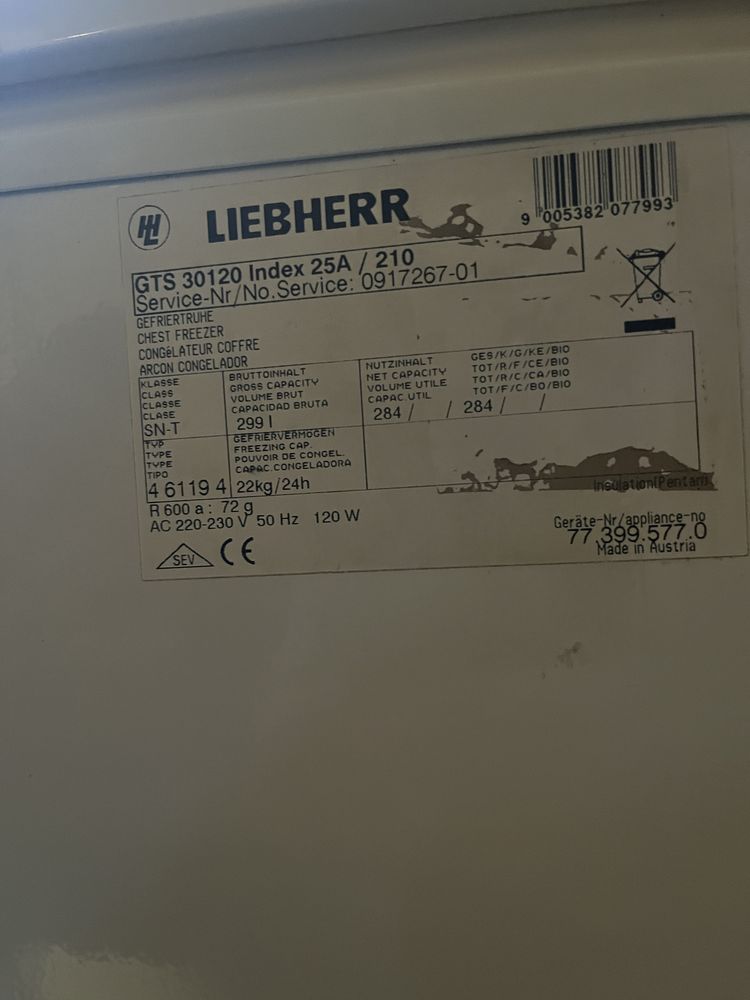 HL LIEBHERR
9 005382 077993
GTS 30120 Index 25A / 210
Service-Nr/No.Service: 0917267-01
GEFRIERTRUHE
CHEST FREEZER
CONGéLATEUR COFFRE
ARCON CONGELADOR
KLASSE
CLASS
CLASSE
CLASE
SN-T
BRUTTOINHALT
GROSS CAPACITY
VOLUME BRUT
CAPACIDAD BRUTA
299 l
NUTZINHALT
NET CAPACITY
VOLUME UTILE
CAPAC.UTIL
284 / / 284 / /
GES/K/G/KE/BIO
TOT/R/F/CE/BIO
TOT/R/C/CA/BIO
TOT/F/C/BO/BIO
TYP
TYPE
TYPE
TIPO
4 6119 4
GEFRIERVERMÖGEN
FREEZING CAP.
POUVOIR DE CONGEL.
CAPAC.CONGELADORA
22kg/24h
Insulation(Pentan)
R 600 a: 72 g
AC 220-230 V 50 Hz 120 W
Geräte-Nr/appliance-no
77.399.577.0
Made in Austria
SEV CE